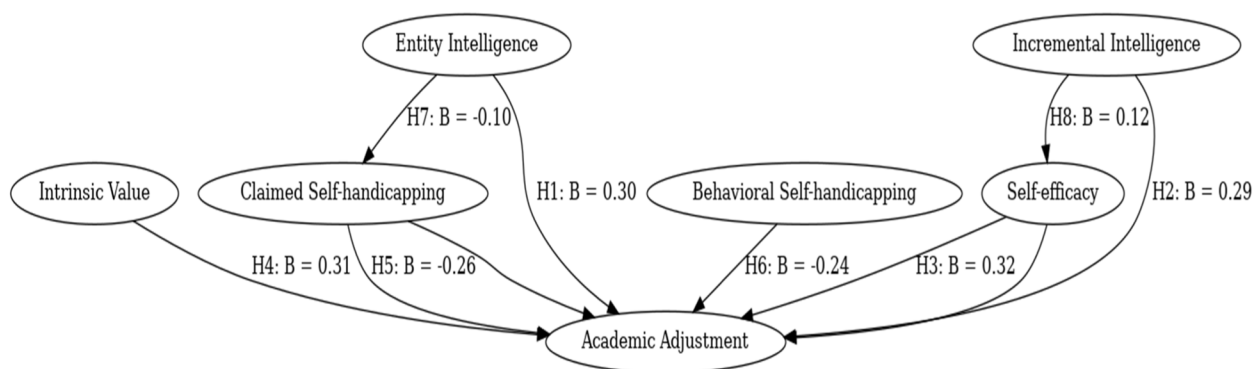 Entity Intelligence
Incremental Intelligence
H7: B = -0.10
H8: B = 0.12
Intrinsic Value
Claimed Self-handicapping
H1: B = 0.30
Behavioral Self-handicapping
Self-efficacy
H2: B = 0.29
H4: B = 0.31
H5: B = -0.26
H6: B = -0.24
H3: B = 0.32
Academic Adjustment